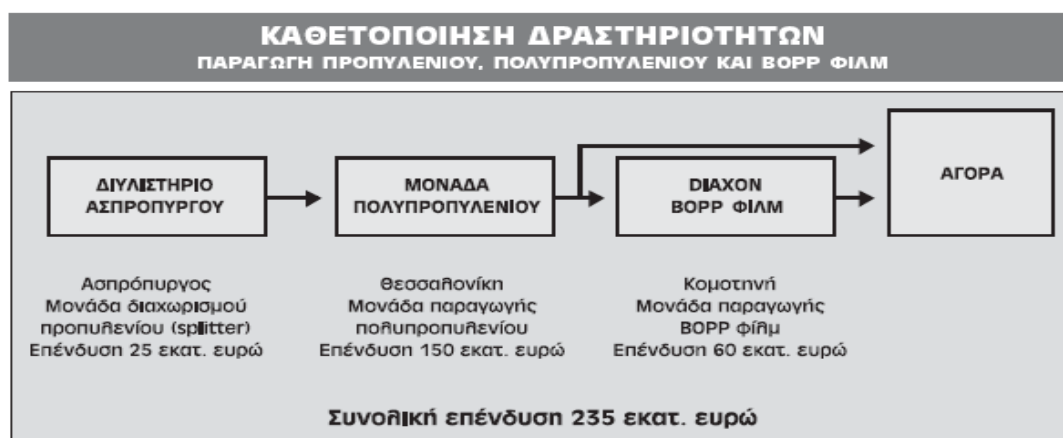 ΚΑΘΕΤΟΠΟΙΗΣΗ ΔΡΑΣΤΗΡΙΟΤΗΤΩΝ
ΠΑΡΑΓΩΓΗ ΠΡΟΠΥΛΕΝΙΟΥ, ΠΟΛΥΠΡΟΠΥΛΕΝΙΟΥ ΚΑΙ BOPP ΦΙΛΜ
ΔΙΥΛΙΣΤΗΡΙΟ
ΑΣΠΡΟΠΥΡΓΟΥ
ΜΟΝΑΔΑ
ΠΟΛΥΠΡΟΠΥΛΕΝΙΟΥ
DIAXON
BOPP ΦΙΛΜ
ΑΓΟΡΑ
Ασπρόπυργος
Μονάδα διαχωρισμού
προπυλενίου (splitter)
Επένδυση 25 εκατ. ευρώ
Θεσσαλονίκη
Μονάδα παραγωγής
πολυπροπυλενίου
Επένδυση 150 εκατ. ευρώ
Κομοτηνή
Μονάδα παραγωγής
BOPP φίλμ
Επένδυση 60 εκατ. ευρώ
Συνολική επένδυση 235 εκατ. ευρώ